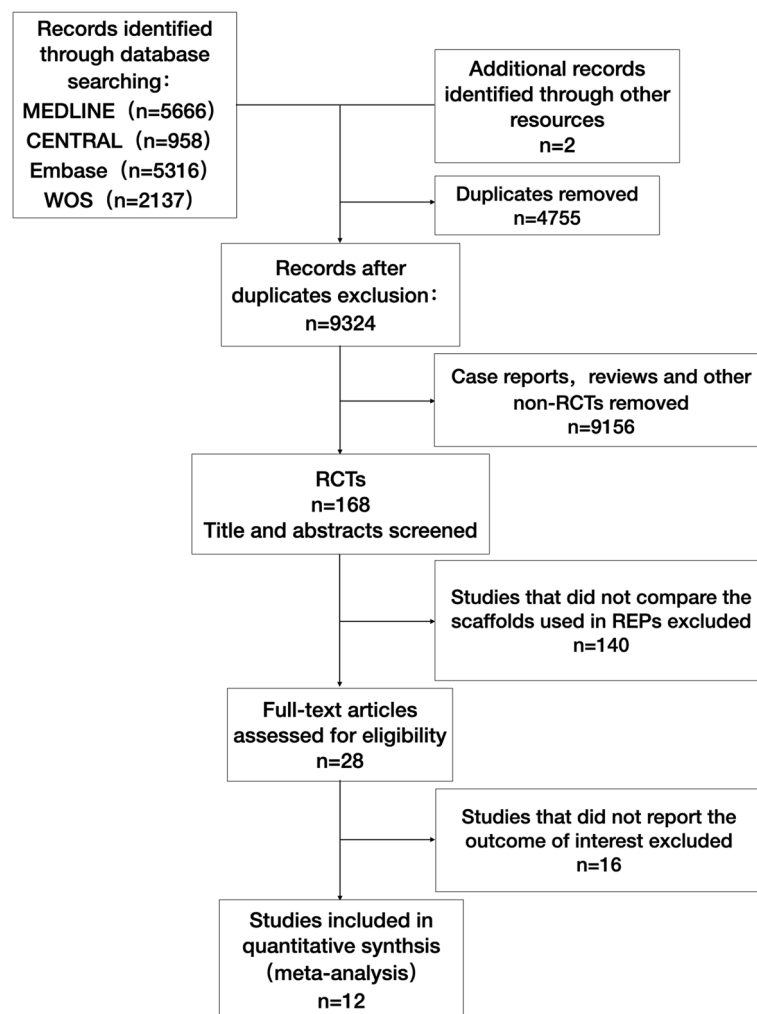 Records identified
through database
searching：
MEDLINE（n=5666）
CENTRAL（n=958）
Embase（n=5316）
WOS（n=2137）
Additional records
identified through other
resources
n=2
Duplicates removed
n=4755
Records after
duplicates exclusion：
n=9324
Case reports，reviews and other
non-RCTs removed
n=9156
RCTs
n=168
Title and abstracts screened
Studies that did not compare the
scaffolds used in REPs excluded
n=140
Full-text articles
assessed for eligibility
n=28
Studies that did not report the
outcome of interest excluded
n=16
Studies included in
quantitative synthsis
（meta-analysis）
n=12